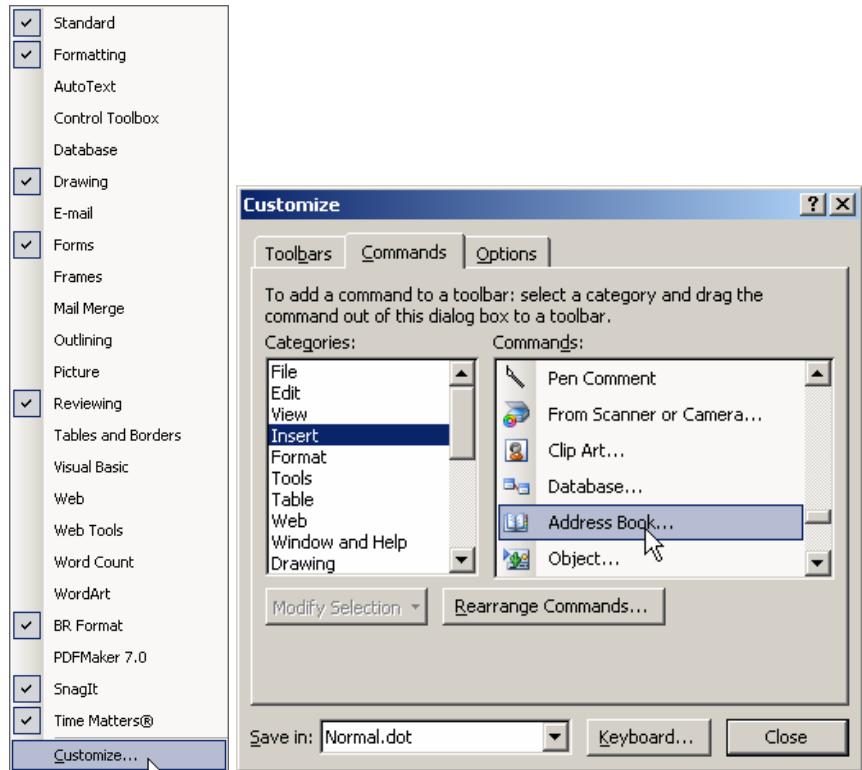 Standard
Formatting
AutoText
Control Toolbox
Database
Drawing
E-mail
Forms
Frames
Mail Merge
Outlining
Picture
Reviewing
Tables and Borders
Visual Basic
Web
Web Tools
Word Count
WordArt
BR Format
PDFMaker 7.0
SnagIt
Time Matters®
Customize...
Customize
Toolbars Commands Options
To add a command to a toolbar: select a category and drag the
command out of this dialog box to a toolbar.
Categories:
File
Edit
View
Insert
Format
Tools
Table
Web
Window and Help
Drawing
Commands:
Pen Comment
From Scanner or Camera...
Clip Art...
Database...
Address Book...
Object...
Modify Selection Rearrange Commands...
Save in: Normal.dot Keyboard... Close